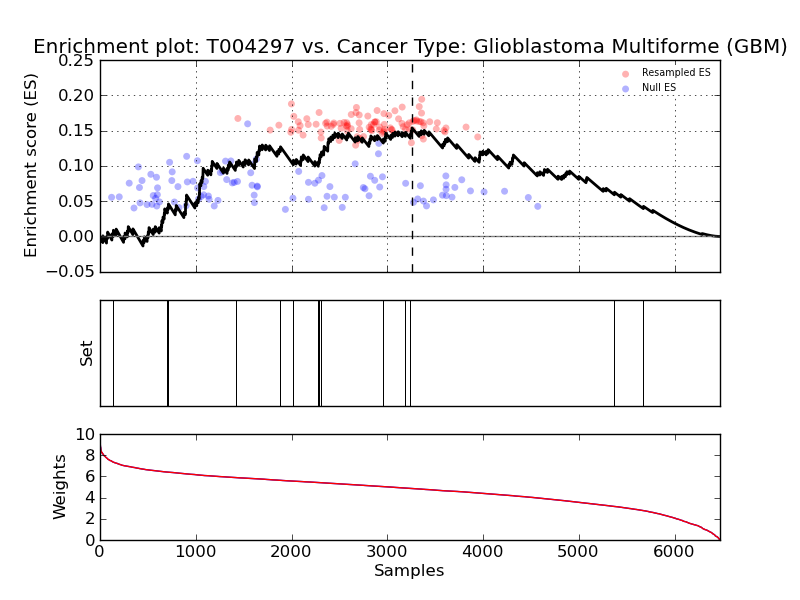 Enrichment plot: T004297 vs. Cancer Type: Glioblastoma Multiforme (GBM)
Enrichment score (ES)
0.25
0.20
0.15
0.10
0.05
0.00
−0.05
Resampled ES
Null ES
Set
Weights
10
8
6
4
2
0
0 1000 2000 3000 4000 5000 6000
Samples